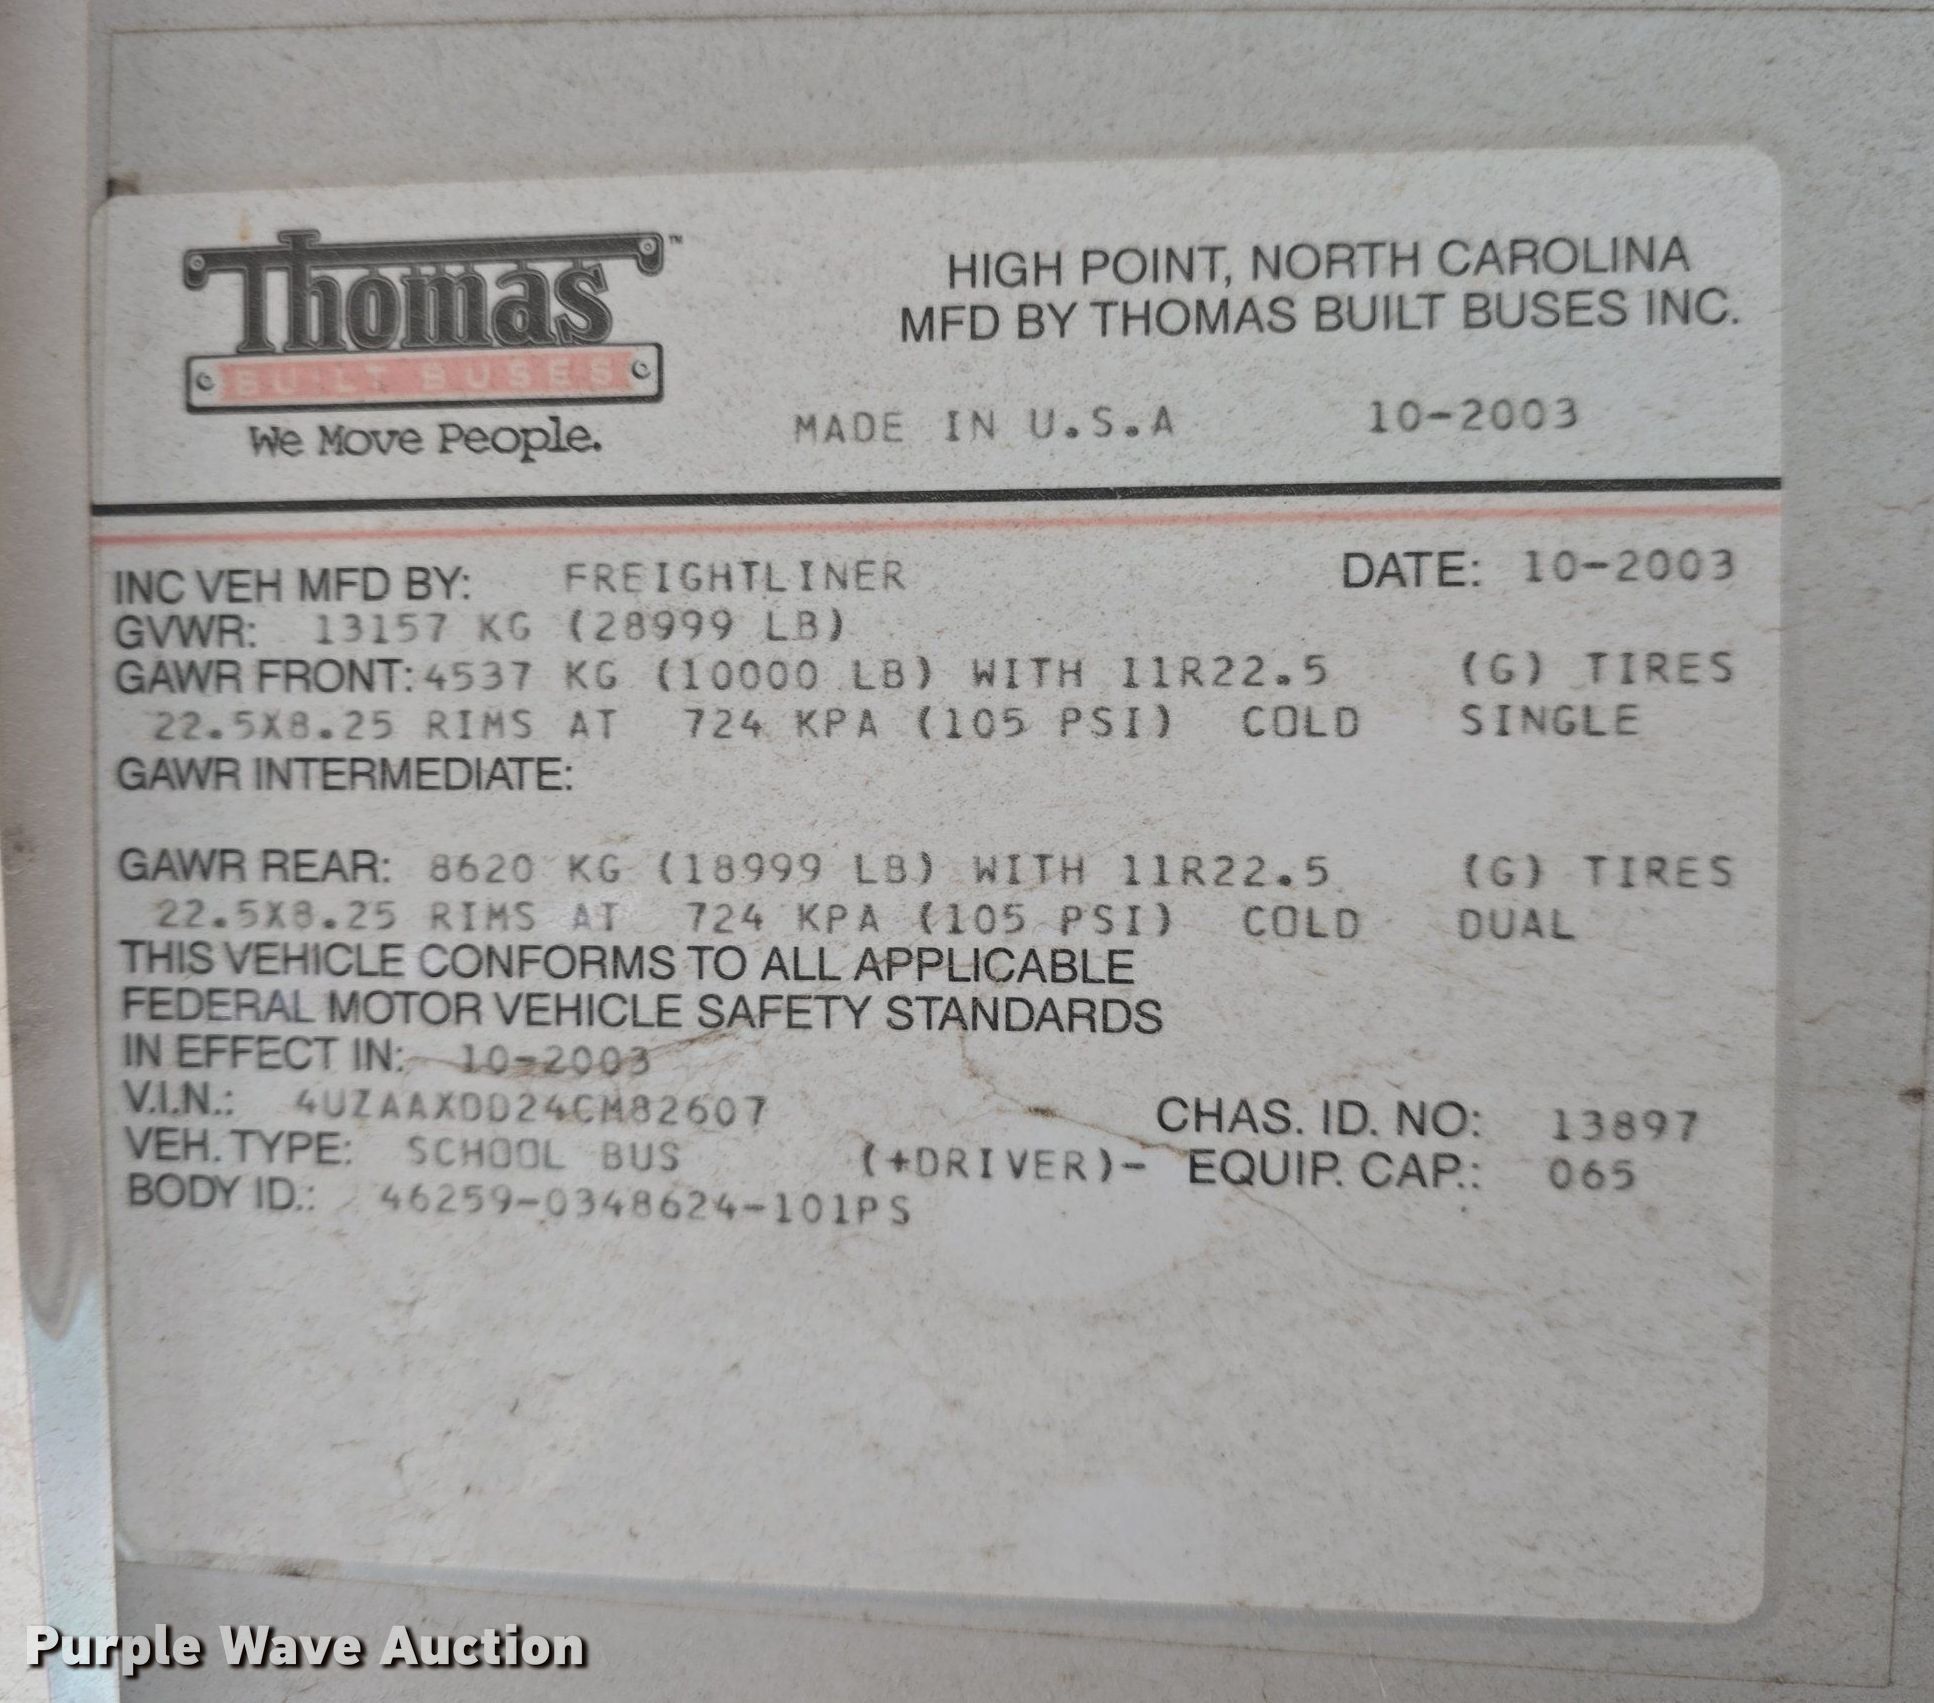 Thomas™
BUILT BUSES
We Move People.
HIGH POINT, NORTH CAROLINA
MFD BY THOMAS BUILT BUSES INC.
MADE IN U.S.A 10-2003
INC VEH MFD BY: FREIGHTLINER DATE: 10-2003
GVWR: 13157 KG (28999 LB)
GAWR FRONT: 4537 KG (10000 LB) WITH 11R22.5 (G) TIRES
22.5X8.25 RIMS AT 724 KPA (105 PSI) COLD SINGLE
GAWR INTERMEDIATE:
GAWR REAR: 8620 KG (18999 LB) WITH 11R22.5 (G) TIRES
22.5X8.25 RIMS AT 724 KPA (105 PSI) COLD DUAL
THIS VEHICLE CONFORMS TO ALL APPLICABLE
FEDERAL MOTOR VEHICLE SAFETY STANDARDS
IN EFFECT IN: 10-2003
V.I.N.: 4UZAAXDD24CM82607 CHAS. ID. NO: 13897
VEH. TYPE: SCHOOL BUS (+DRIVER)- EQUIP. CAP.: 065
BODY ID.: 46259-0348624-101PS
Purple Wave Auction